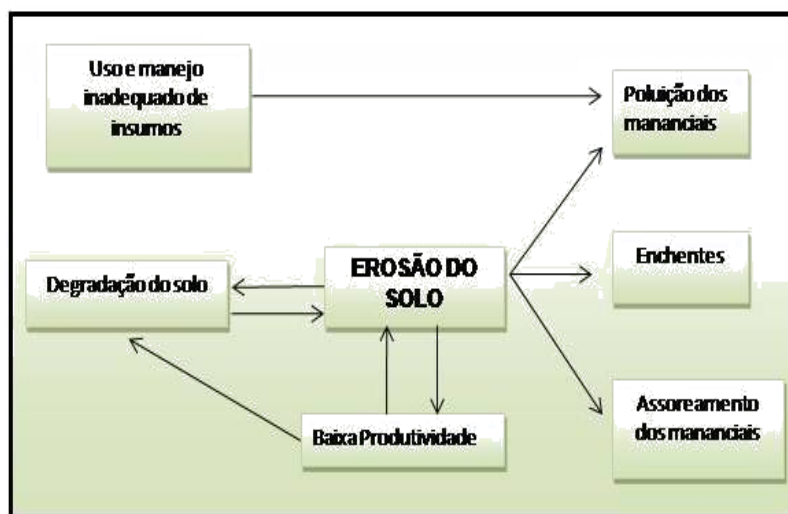 Uso e manejo
inadequado de
insumos
Poluição dos
mananciais
Degradação do solo
EROSÃO DO
SOLO
Enchentes
Baixa Produtividade
Assoreamento
dos mananciais